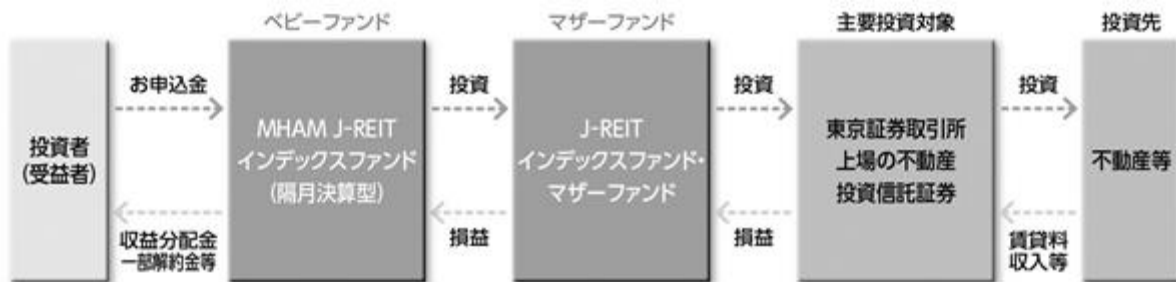 ベビーファンド
マザーファンド
主要投資対象
投資先
投資者
(受益者)
お申込金
収益分配金
一部解約金等
MHAM J-REIT
インデックスファンド
(隔月決算型)
投資
損益
J-REIT
インデックスファンド・
マザーファンド
投資
損益
東京証券取引所
上場の不動産
投資信託証券
投資
賃貸料
収入等
不動産等